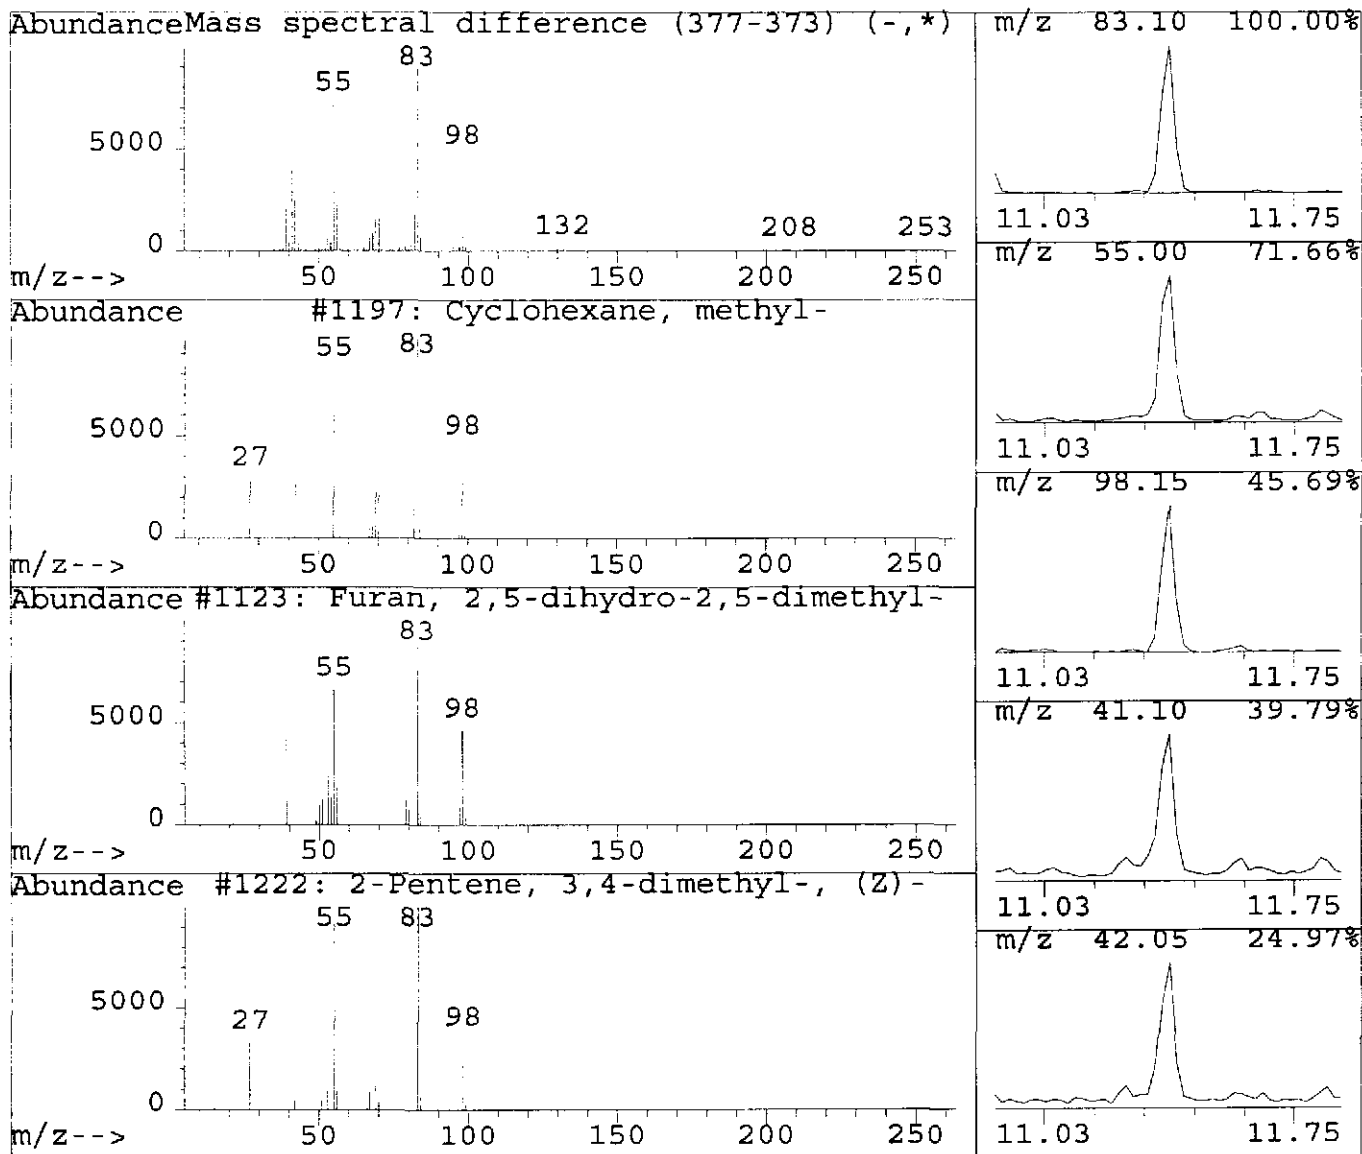 AbundanceMass spectral difference (377-373) (-,*)
83
55
5000
98
132 208 253
0
m/z--> 50 100 150 200 250
Abundance #1197: Cyclohexane, methyl-
55 83
5000
98
27
0
m/z--> 50 100 150 200 250
Abundance #1123: Furan, 2,5-dihydro-2,5-dimethyl-
83
55
5000
98
0
m/z--> 50 100 150 200 250
Abundance #1222: 2-Pentene, 3,4-dimethyl-, (Z)-
55 83
5000
27 98
0
m/z--> 50 100 150 200 250
m/z 83.10 100.00%
11.03 11.75
m/z 55.00 71.66%
11.03 11.75
m/z 98.15 45.69%
11.03 11.75
m/z 41.10 39.79%
11.03 11.75
m/z 42.05 24.97%
11.03 11.75